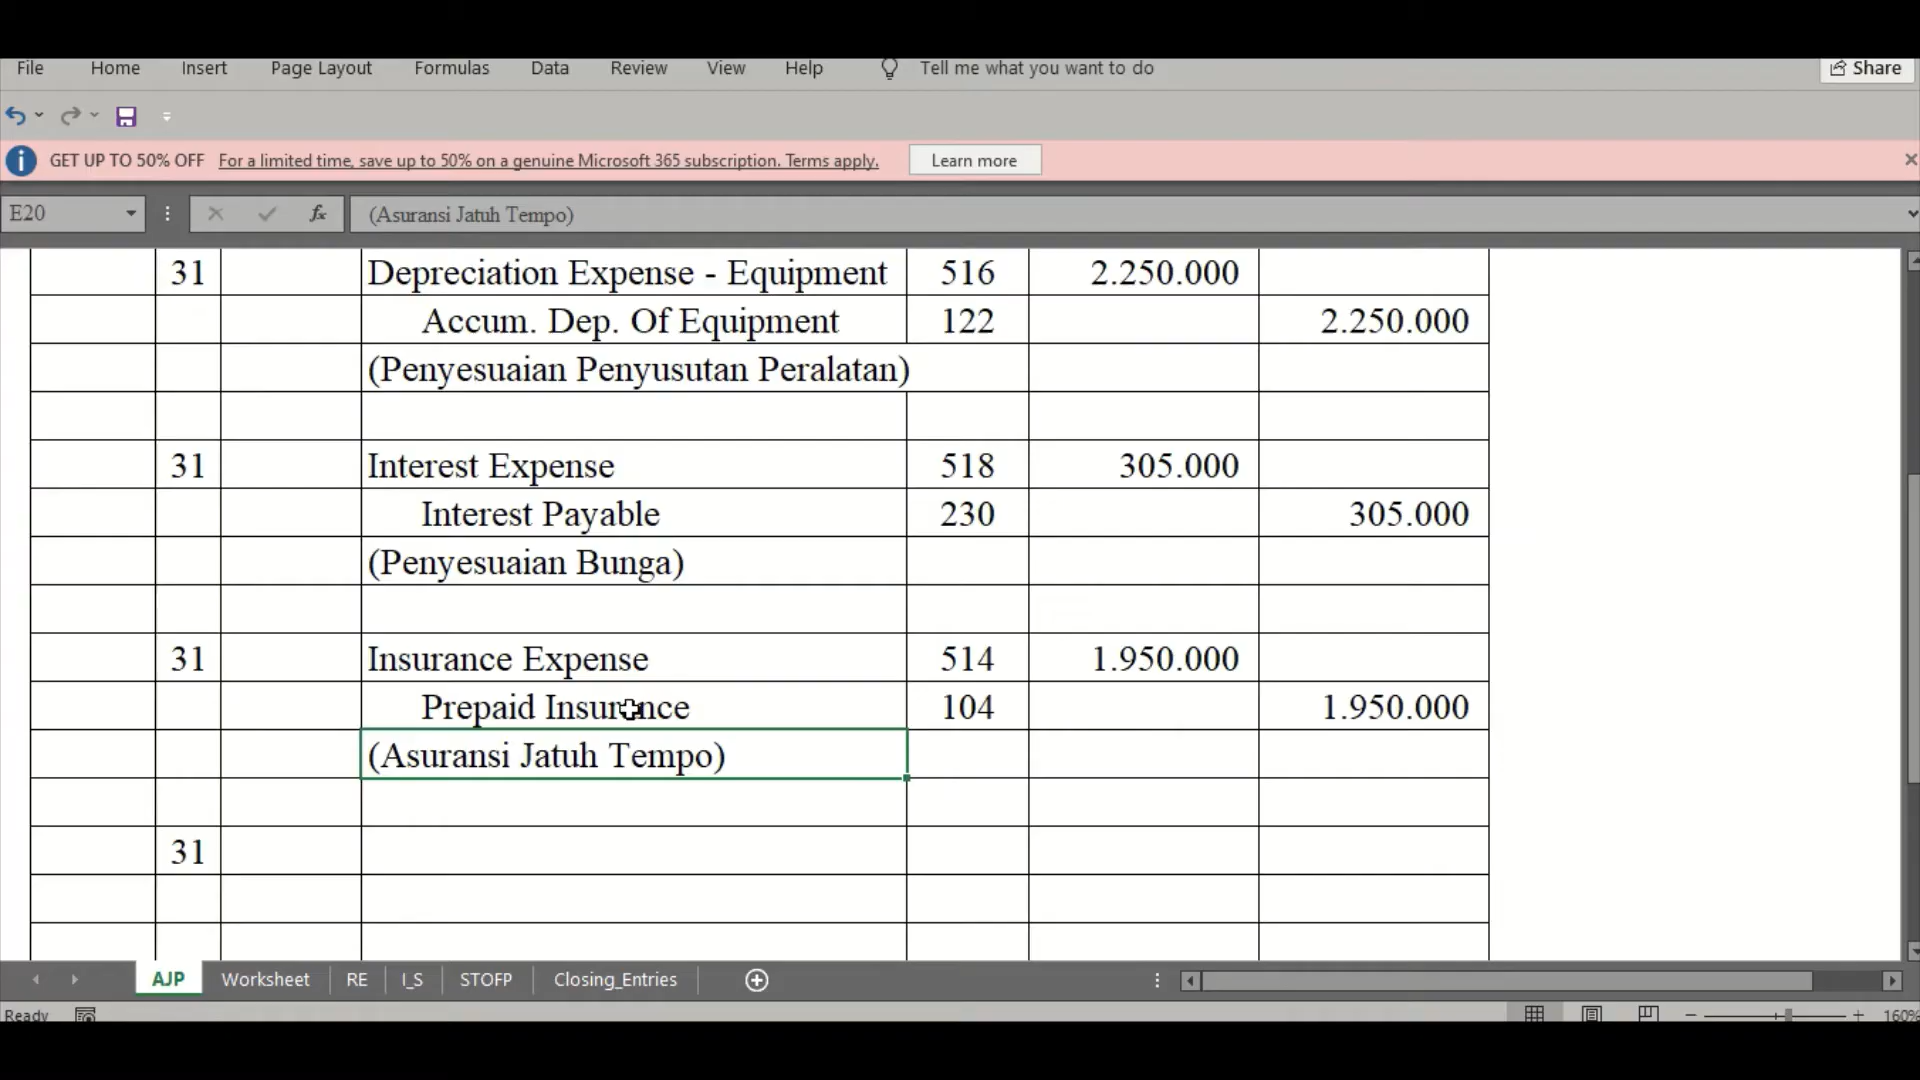 File Home Insert Page Layout Formulas Data Review View Help Tell me what you want to do Share
GET UP TO 50% OFF For a limited time, save up to 50% on a genuine Microsoft 365 subscription. Terms apply. Learn more
E20 fx (Asuransi Jatuh Tempo)
31 Depreciation Expense - Equipment 516 2.250.000
Accum. Dep. Of Equipment 122 2.250.000
(Penyesuaian Penyusutan Peralatan)
31 Interest Expense 518 305.000
Interest Payable 230 305.000
(Penyesuaian Bunga)
31 Insurance Expense 514 1.950.000
Prepaid Insurance 104 1.950.000
(Asuransi Jatuh Tempo)
31
AJP Worksheet RE I_S STOFP Closing_Entries
Ready 160%